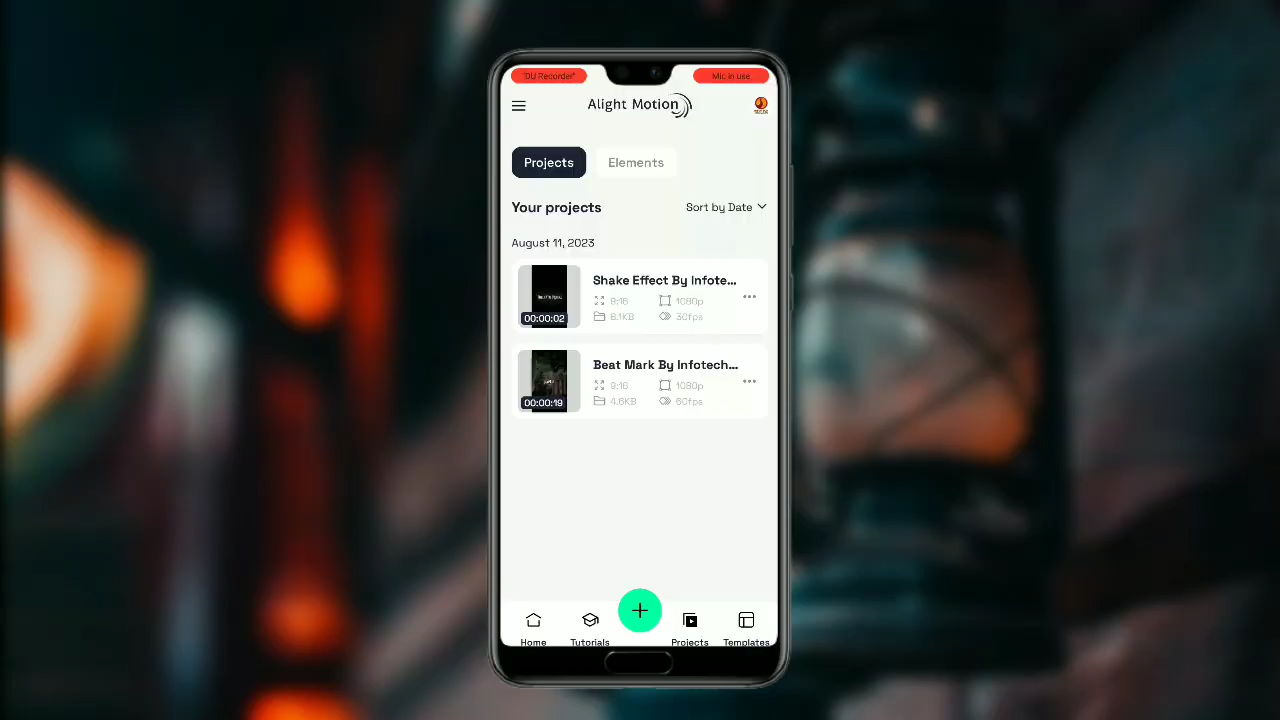 "DU Recorder"
Mic in use
Alight Motion
Projects
Elements
Your projects
Sort by Date
August 11, 2023
Shake Effect By Infote...
9:16
1080p
00:00:02
8.1KB
30fps
Beat Mark By Infotech...
9:16
1080p
00:00:19
4.6KB
60fps
Home
Tutorials
Projects
Templates